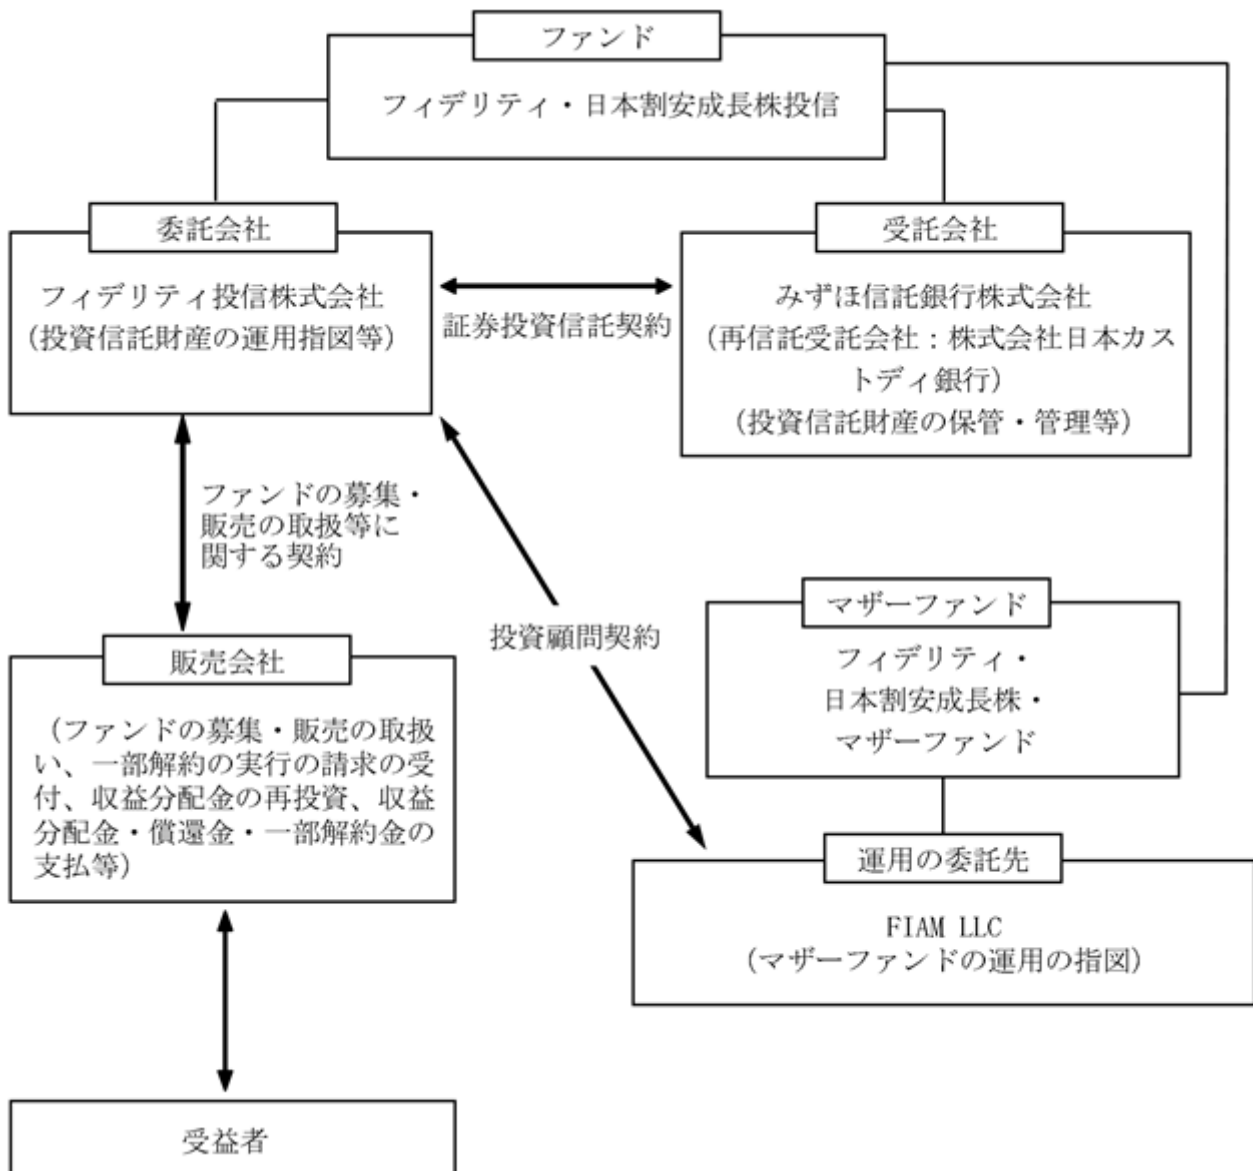 ファンド
フィデリティ・日本割安成長株投信
委託会社
フィデリティ投信株式会社
（投資信託財産の運用指図等）
証券投資信託契約
受託会社
みずほ信託銀行株式会社
（再信託受託会社：株式会社日本カス
トディ銀行）
（投資信託財産の保管・管理等）
ファンドの募集・
販売の取扱等に
関する契約
投資顧問契約
マザーファンド
フィデリティ・
日本割安成長株・
マザーファンド
販売会社
（ファンドの募集・販売の取扱
い、一部解約の実行の請求の受
付、収益分配金の再投資、収益
分配金・償還金・一部解約金の
支払等）
運用の委託先
FIAM LLC
（マザーファンドの運用の指図）
受益者